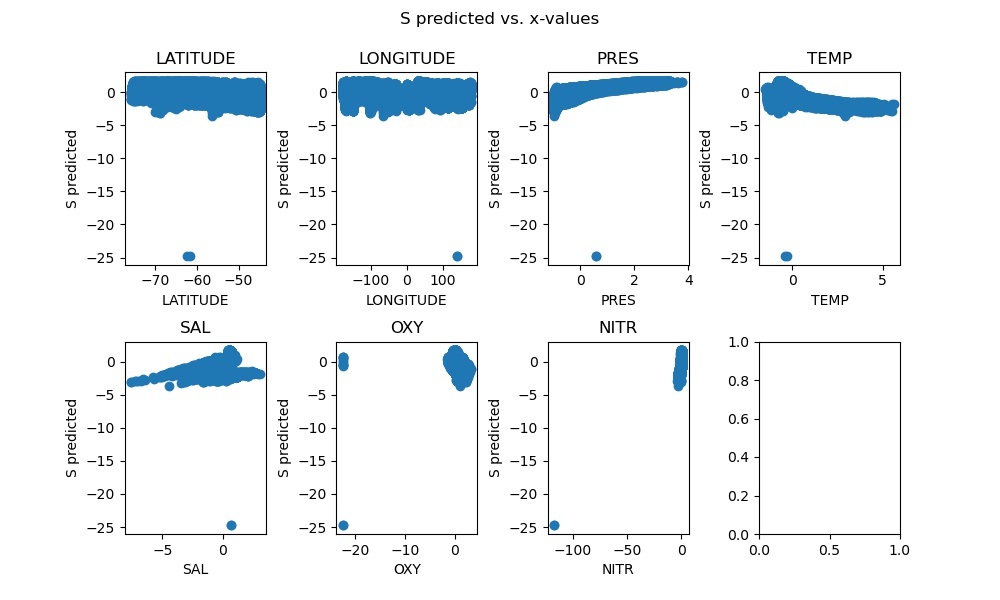 S predicted vs. x-values
LATITUDE LONGITUDE PRES TEMP
S predicted S predicted S predicted S predicted
0 0 0 0
−5 −5 −5 −5
−10 −10 −10 −10
−15 −15 −15 −15
−20 −20 −20 −20
−25 −25 −25 −25
−70 −60 −50 −100 0 100 0 2 4 0 5
LATITUDE LONGITUDE PRES TEMP
SAL OXY NITR
S predicted S predicted S predicted
0 0 0 1.0
−5 −5 −5 0.8
−10 −10 −10 0.6
−15 −15 −15 0.4
−20 −20 −20 0.2
−25 −25 −25 0.0
−5 0 −20 −10 0 −100 −50 0 0.0 0.5 1.0
SAL OXY NITR